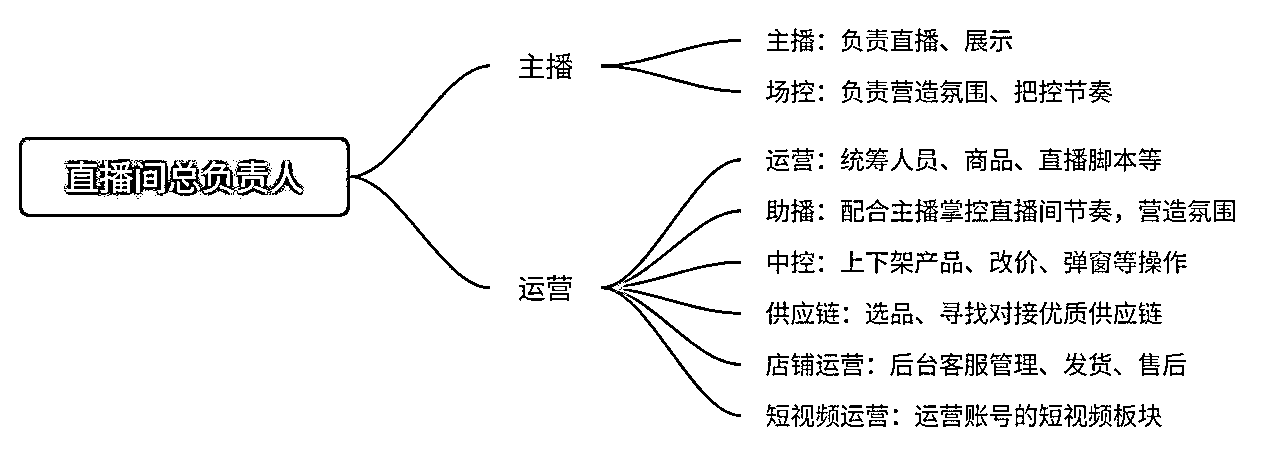 直播间总负责人
主播
主播：负责直播、展示
场控：负责营造氛围、把控节奏
运营
运营：统筹人员、商品、直播脚本等
助播：配合主播掌控直播间节奏，营造氛围
中控：上下架产品、改价、弹窗等操作
供应链：选品、寻找对接优质供应链
店铺运营：后台客服管理、发货、售后
短视频运营：运营账号的短视频板块